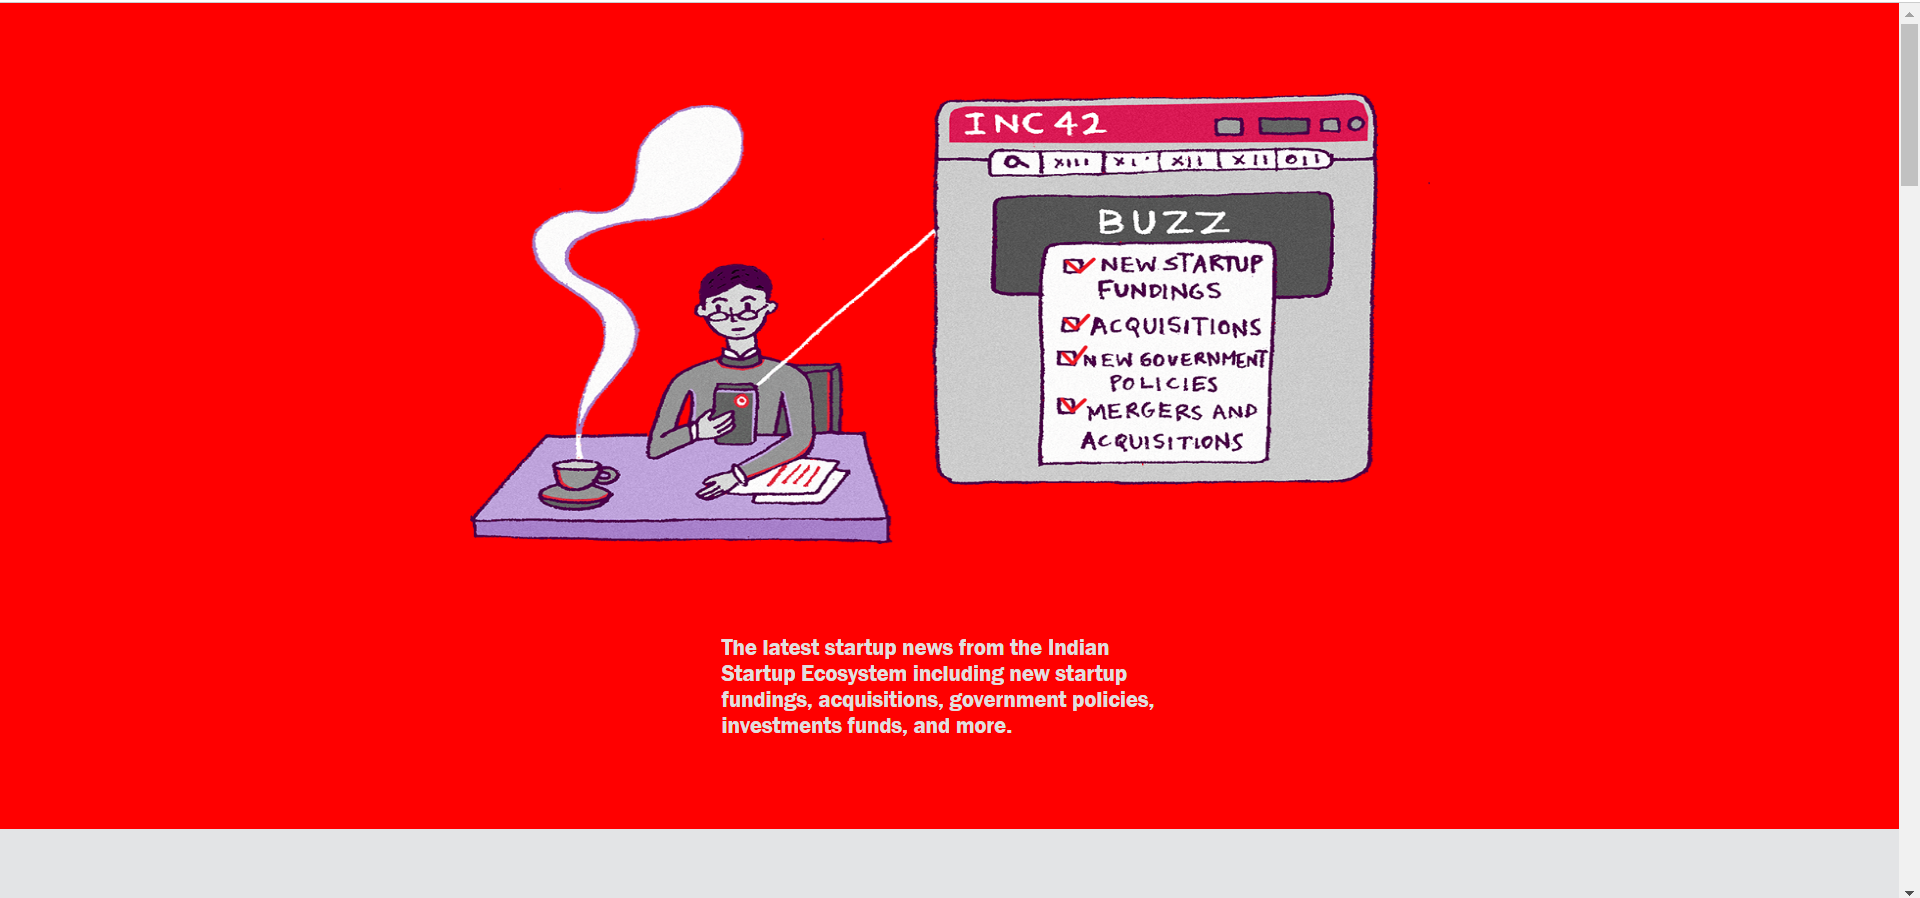 INC 42
BUZZ
NEW STARTUP
FUNDINGS
ACQUISITIONS
NEW GOVERNMENT
POLICIES
MERGERS AND
ACQUISITIONS
The latest startup news from the Indian
Startup Ecosystem including new startup
fundings, acquisitions, government policies,
investments funds, and more.